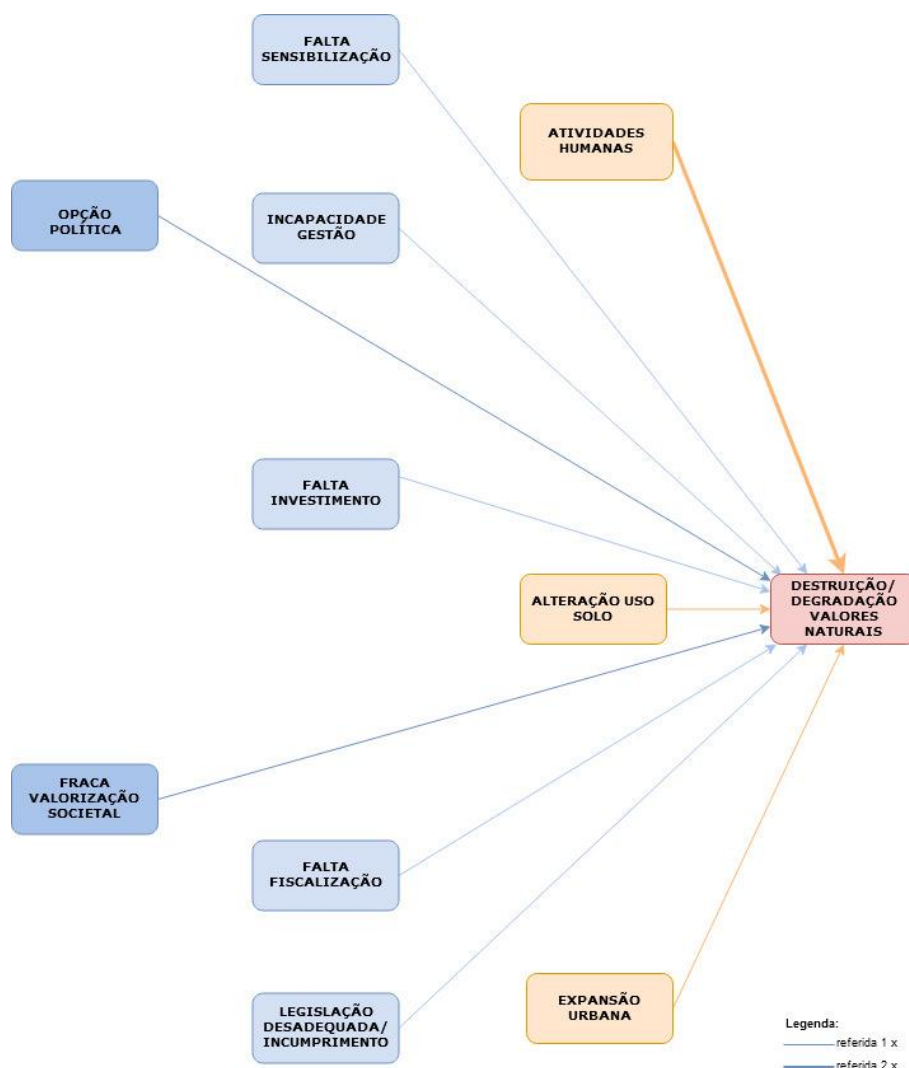 FALTA
SENSIBILIZAÇÃO
ATIVIDADES
HUMANAS
OPÇÃO
POLÍTICA
INCAPACIDADE
GESTÃO
FALTA
INVESTIMENTO
ALTERAÇÃO USO
SOLO
DESTRUIÇÃO/
DEGRADAÇÃO
VALORES
NATURAIS
FRACA
VALORIZAÇÃO
SOCIETAL
FALTA
FISCALIZAÇÃO
LEGISLAÇÃO
DESADEQUADA/
INCUMPRIMENTO
EXPANSÃO
URBANA
Legenda:
referida 1 x
referida 2 x